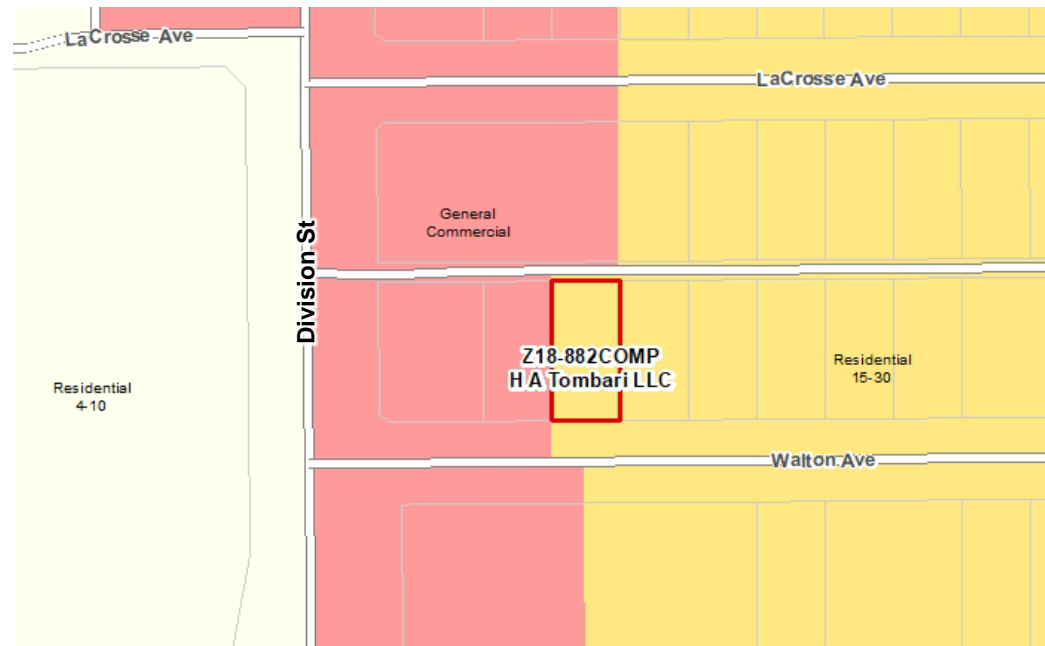 LaCrosse Ave
LaCrosse Ave
General
Commercial
Division St
Z18-882COMP
H A Tombari LLC
Residential
15-30
Residential
4-10
Walton Ave